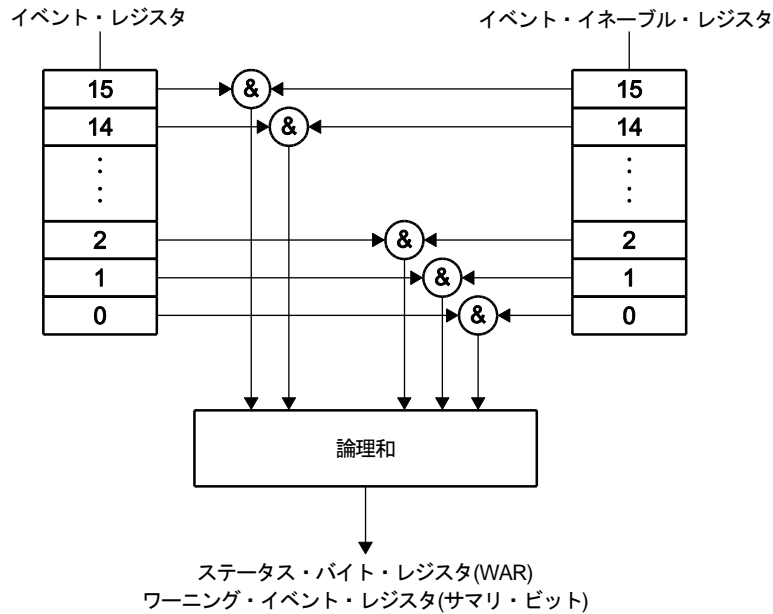 イベント・レジスタ
イベント・イネーブル・レジスタ
15 & 15
14 & 14
2 & 2
1 & 1
0 & 0
論理和
ステータス・バイト・レジスタ(WAR)
ワーニング・イベント・レジスタ(サマリ・ビット)